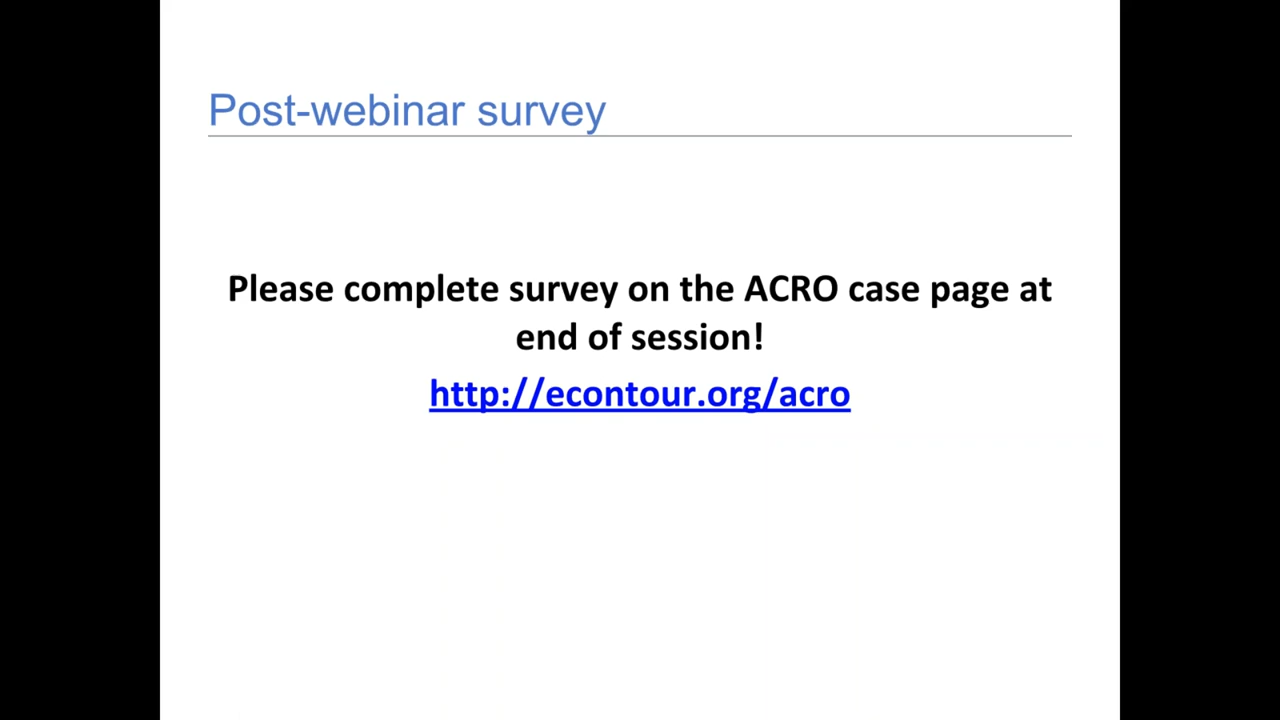 Post-webinar survey
Please complete survey on the ACRO case page at
end of session!
http://econtour.org/acro